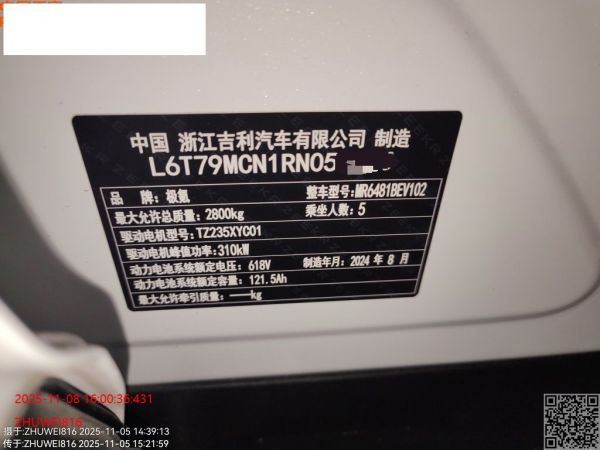 中国 浙江吉利汽车有限公司 制造
L6T79MCN1RN05
品牌：极氪 整车型号：MR6481BEV102
最大允许总质量：2800kg 乘坐人数：5
驱动电机型号：TZ235XYC01
驱动电机峰值功率：310kW
动力电池系统额定电压：618V 制造年月：2024 年 8 月
动力电池系统额定容量：121.5Ah
最大允许牵引质量：——kg
2025-11-08 16:00:36:431
ZHUWEI816
摄于:ZHUWEI816 2025-11-05 14:39:13
传于:ZHUWEI816 2025-11-05 15:21:59